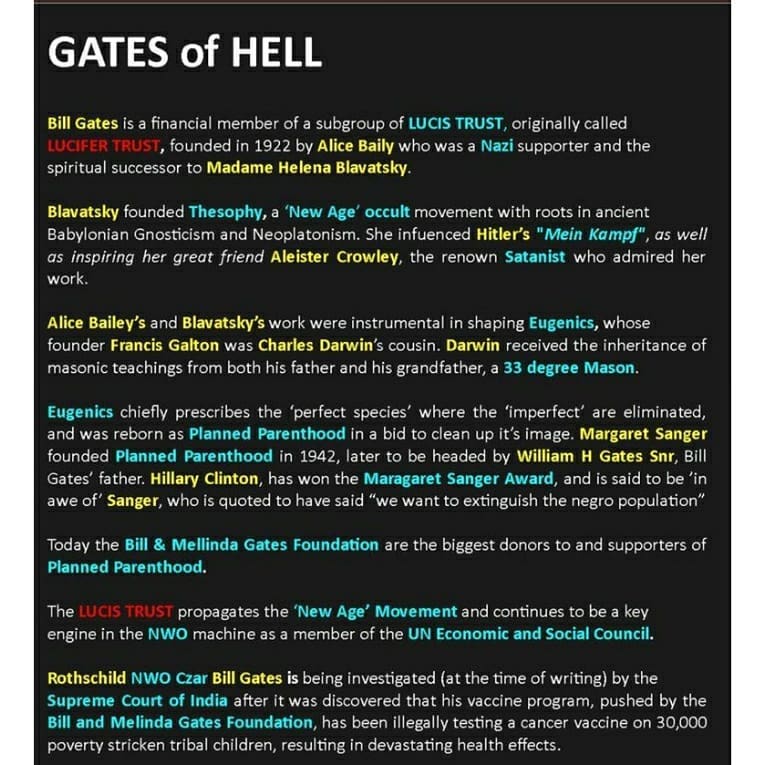 GATES of HELL
Bill Gates is a financial member of a subgroup of LUCIS TRUST, originally called
LUCIFER TRUST, founded in 1922 by Alice Baily who was a Nazi supporter and the
spiritual successor to Madame Helena Blavatsky.
Blavatsky founded Thesophy, a ‘New Age’ occult movement with roots in ancient
Babylonian Gnosticism and Neoplatonism. She infuenced Hitler’s "Mein Kampf", as well
as inspiring her great friend Aleister Crowley, the renown Satanist who admired her
work.
Alice Bailey’s and Blavatsky’s work were instrumental in shaping Eugenics, whose
founder Francis Galton was Charles Darwin’s cousin. Darwin received the inheritance of
masonic teachings from both his father and his grandfather, a 33 degree Mason.
Eugenics chiefly prescribes the ‘perfect species’ where the ‘imperfect’ are eliminated,
and was reborn as Planned Parenthood in a bid to clean up it’s image. Margaret Sanger
founded Planned Parenthood in 1942, later to be headed by William H Gates Snr, Bill
Gates’ father. Hillary Clinton, has won the Maragaret Sanger Award, and is said to be ’in
awe of’ Sanger, who is quoted to have said “we want to extinguish the negro population”
Today the Bill & Mellinda Gates Foundation are the biggest donors to and supporters of
Planned Parenthood.
The LUCIS TRUST propagates the ‘New Age’ Movement and continues to be a key
engine in the NWO machine as a member of the UN Economic and Social Council.
Rothschild NWO Czar Bill Gates is being investigated (at the time of writing) by the
Supreme Court of India after it was discovered that his vaccine program, pushed by the
Bill and Melinda Gates Foundation, has been illegally testing a cancer vaccine on 30,000
poverty stricken tribal children, resulting in devastating health effects.